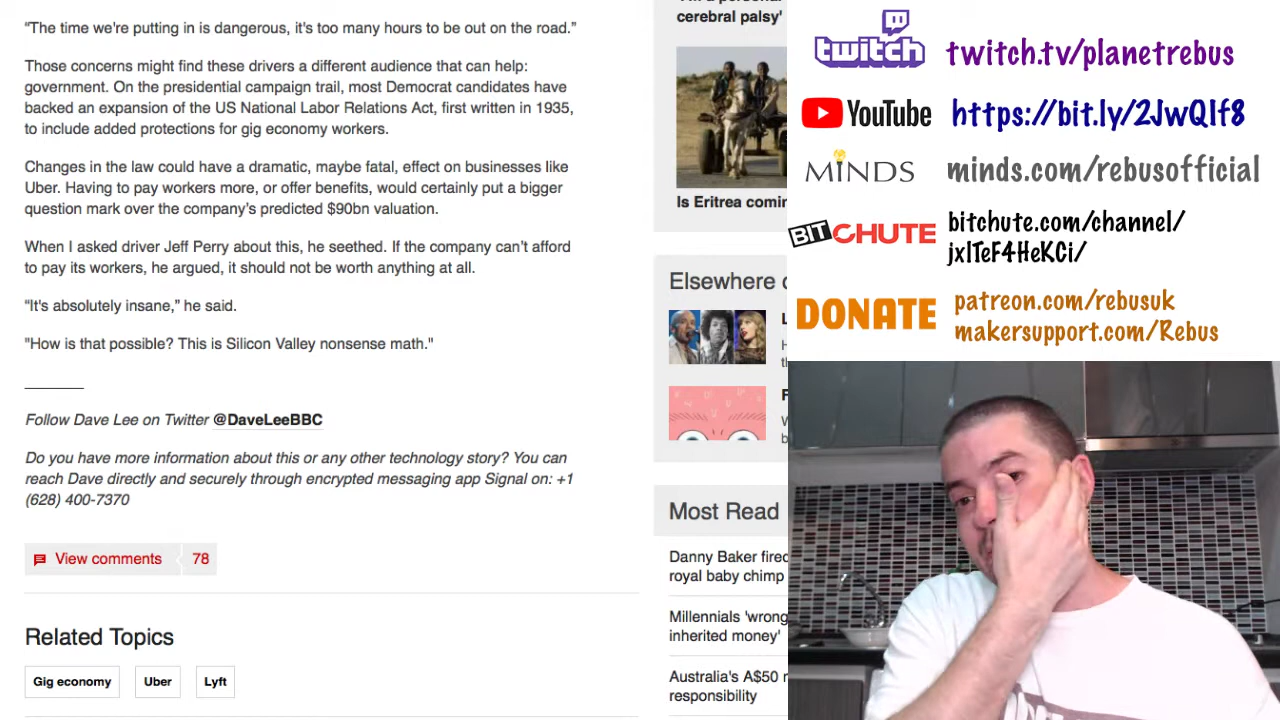 “The time we're putting in is dangerous, it's too many hours to be out on the road.”
Those concerns might find these drivers a different audience that can help:
government. On the presidential campaign trail, most Democrat candidates have
backed an expansion of the US National Labor Relations Act, first written in 1935,
to include added protections for gig economy workers.
Changes in the law could have a dramatic, maybe fatal, effect on businesses like
Uber. Having to pay workers more, or offer benefits, would certainly put a bigger
question mark over the company's predicted $90bn valuation.
When I asked driver Jeff Perry about this, he seethed. If the company can’t afford
to pay its workers, he argued, it should not be worth anything at all.
“It's absolutely insane,” he said.
"How is that possible? This is Silicon Valley nonsense math."
Follow Dave Lee on Twitter @DaveLeeBBC
Do you have more information about this or any other technology story? You can
reach Dave directly and securely through encrypted messaging app Signal on: +1
(628) 400-7370
View comments 78
Related Topics
Gig economy Uber Lyft
cerebral palsy'
Is Eritrea comin
Elsewhere
Most Read
Danny Baker fired
royal baby chimp
Millennials 'wrong
inherited money'
Australia's A$50
responsibility
twitch twitch.tv/planetrebus
YouTube https://bit.ly/2JwQIf8
MINDS minds.com/rebusofficial
BITCHUTE bitchute.com/channel/
jxITeF4HeKCi/
DONATE patreon.com/rebusuk
makersupport.com/Rebus